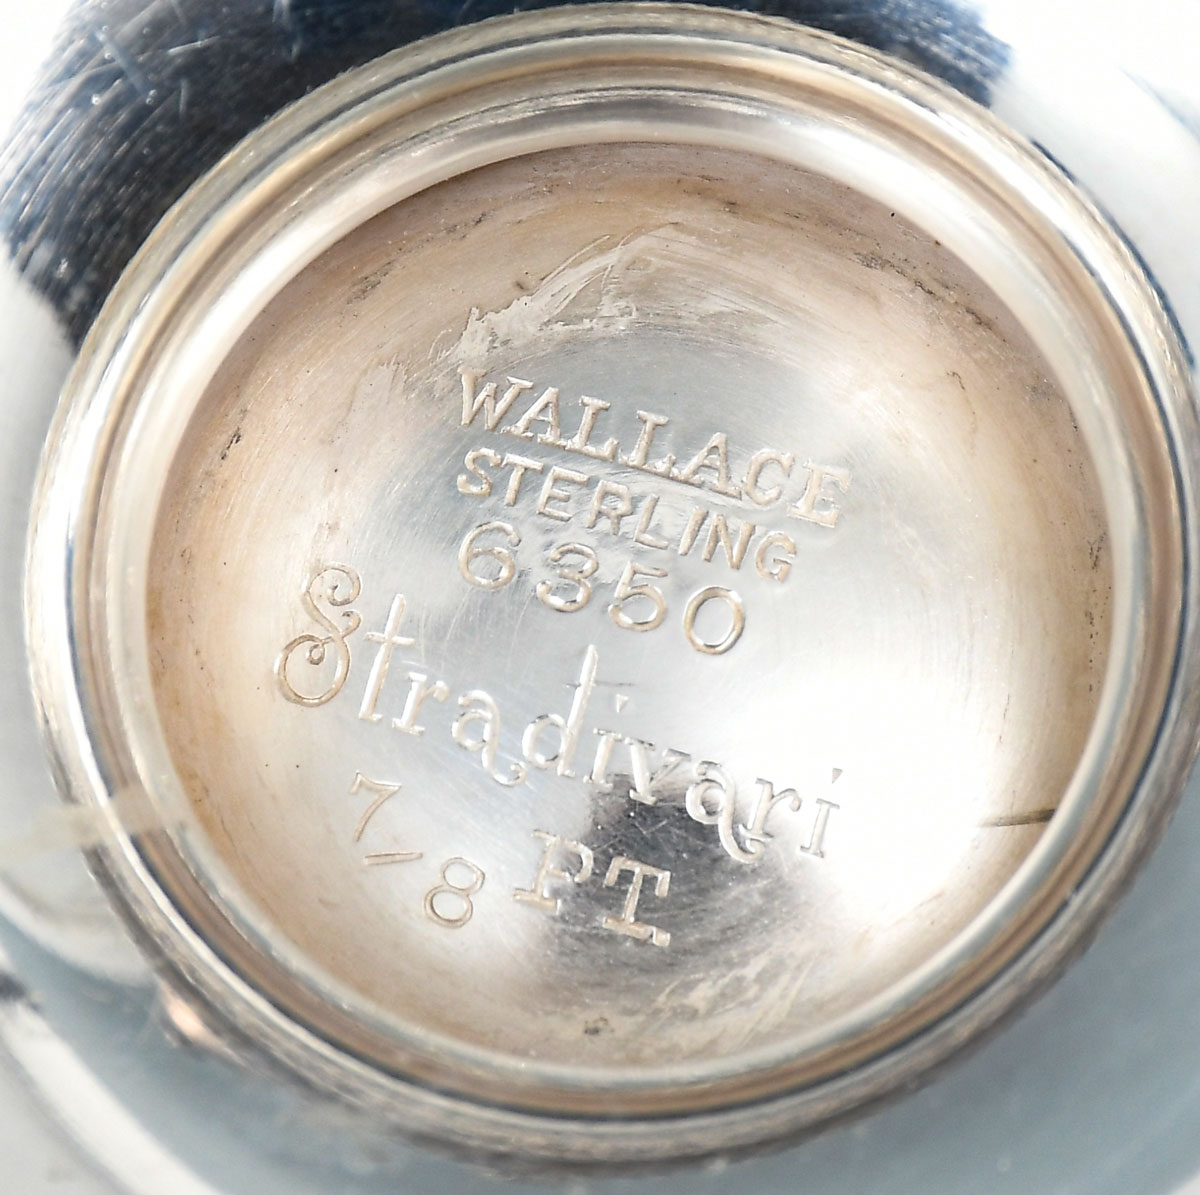 WALLACE
STERLING
6350
Stradivari
7/8 PT